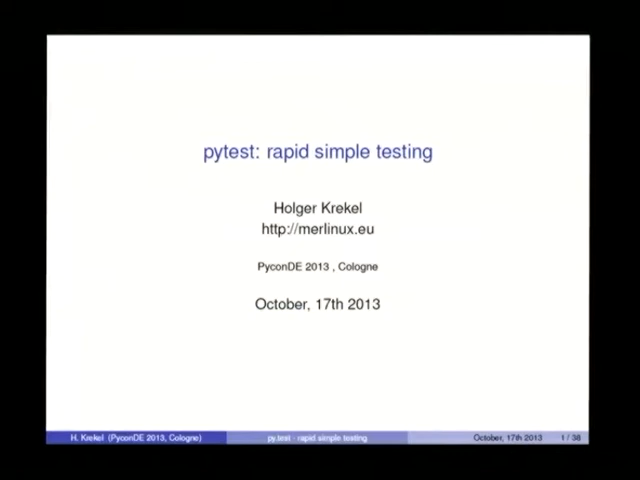 pytest: rapid simple testing
Holger Krekel
http://merlinux.eu
PyconDE 2013 , Cologne
October, 17th 2013
H. Krekel (PyconDE 2013, Cologne) py.test : rapid simple testing October, 17th 2013 1 / 38